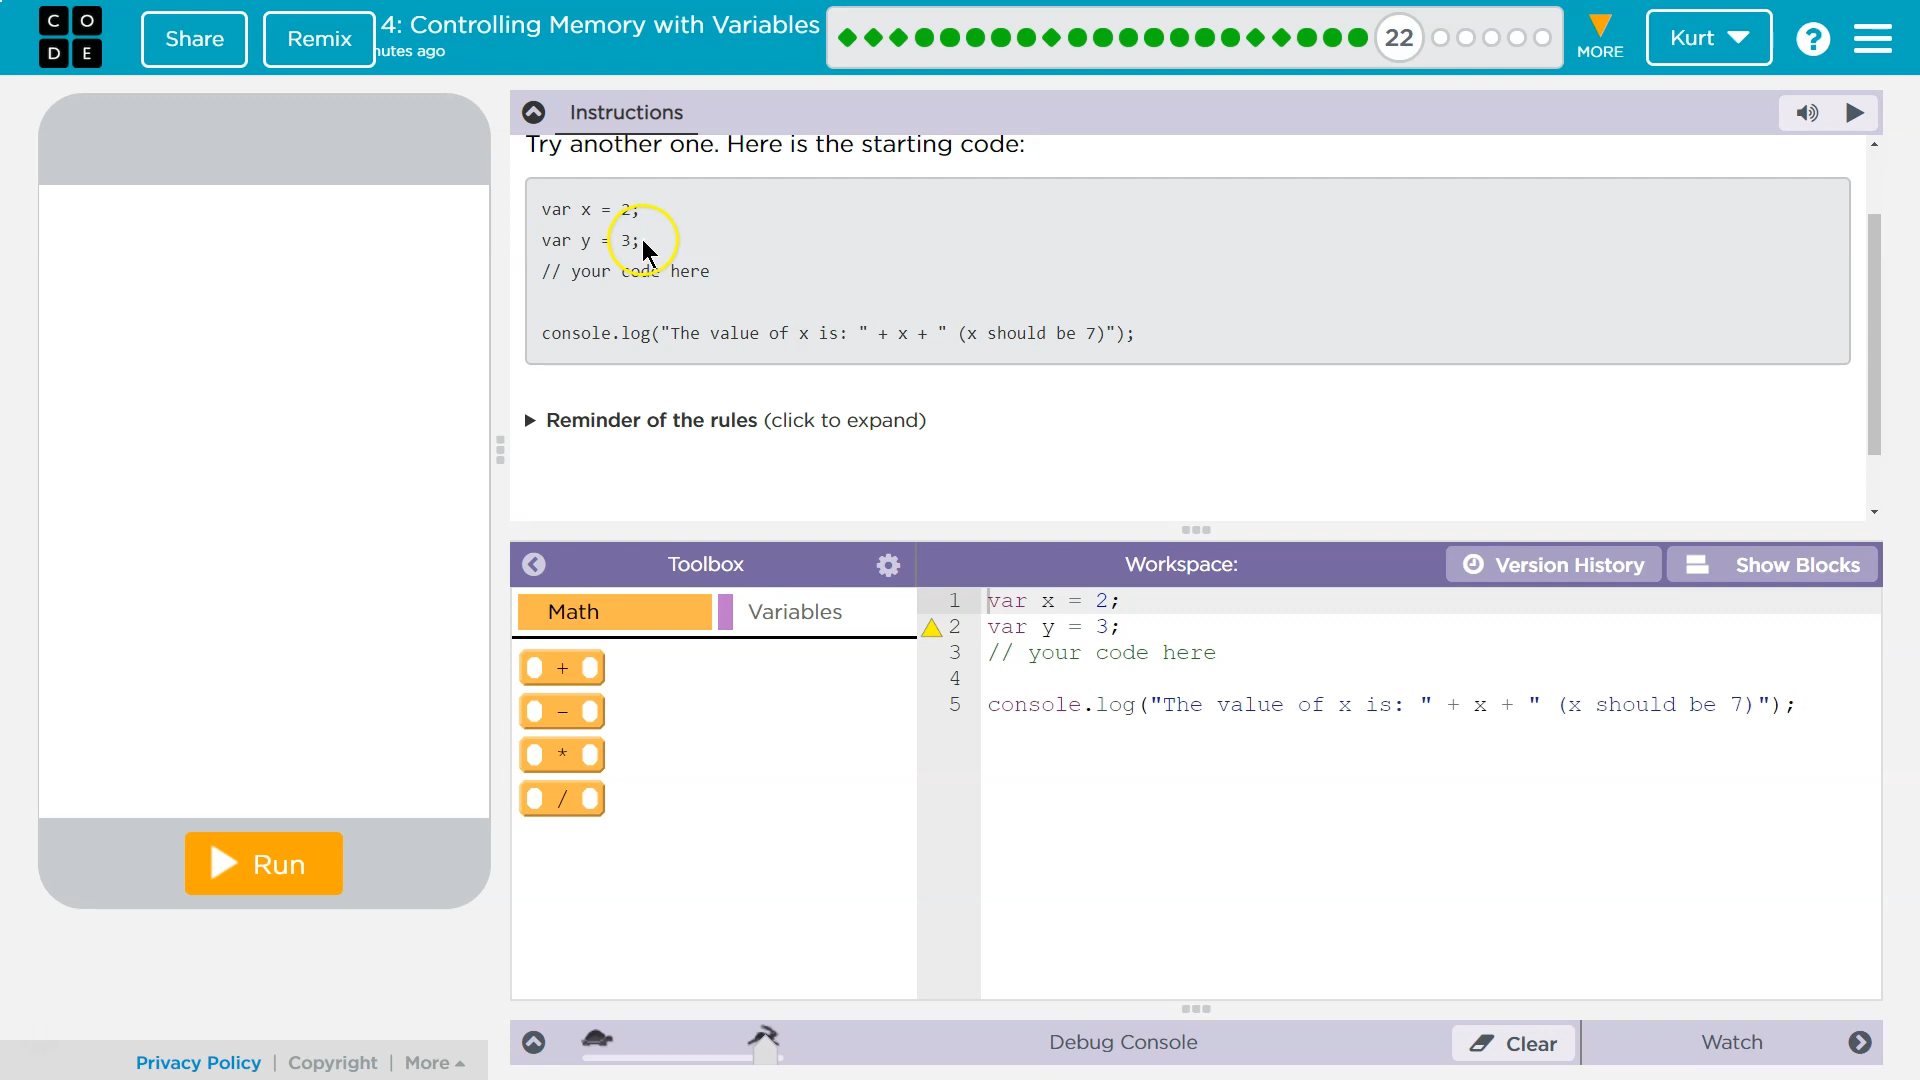 C O
D E
Share
Remix
4: Controlling Memory with Variables
nutes ago
22
MORE
Kurt
?
Instructions
Try another one. Here is the starting code:
var x = 2;
var y = 3;
// your code here
console.log("The value of x is: " + x + " (x should be 7)");
Reminder of the rules (click to expand)
Toolbox
Workspace:
Version History
Show Blocks
Math
Variables
+
-
*
/
1 var x = 2;
2 var y = 3;
3 // your code here
4
5 console.log("The value of x is: " + x + " (x should be 7)");
Run
Debug Console
Clear
Watch
Privacy Policy | Copyright | More